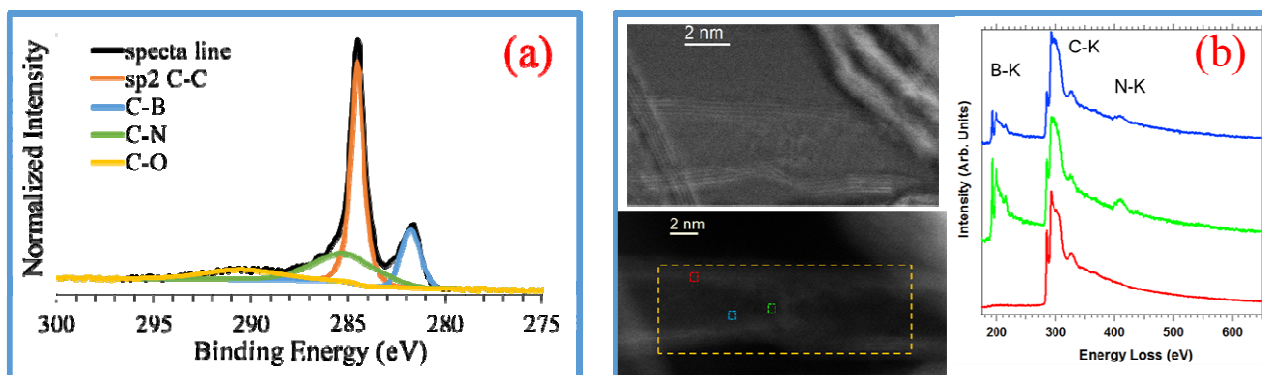 (a)
specta line
sp2 C-C
C-B
C-N
C-O
Normalized Intensity
300 295 290 285 280 275
Binding Energy (eV)
2 nm
2 nm
(b)
C-K
B-K
N-K
Intensity (Arb. Units)
200 300 400 500 600
Energy Loss (eV)